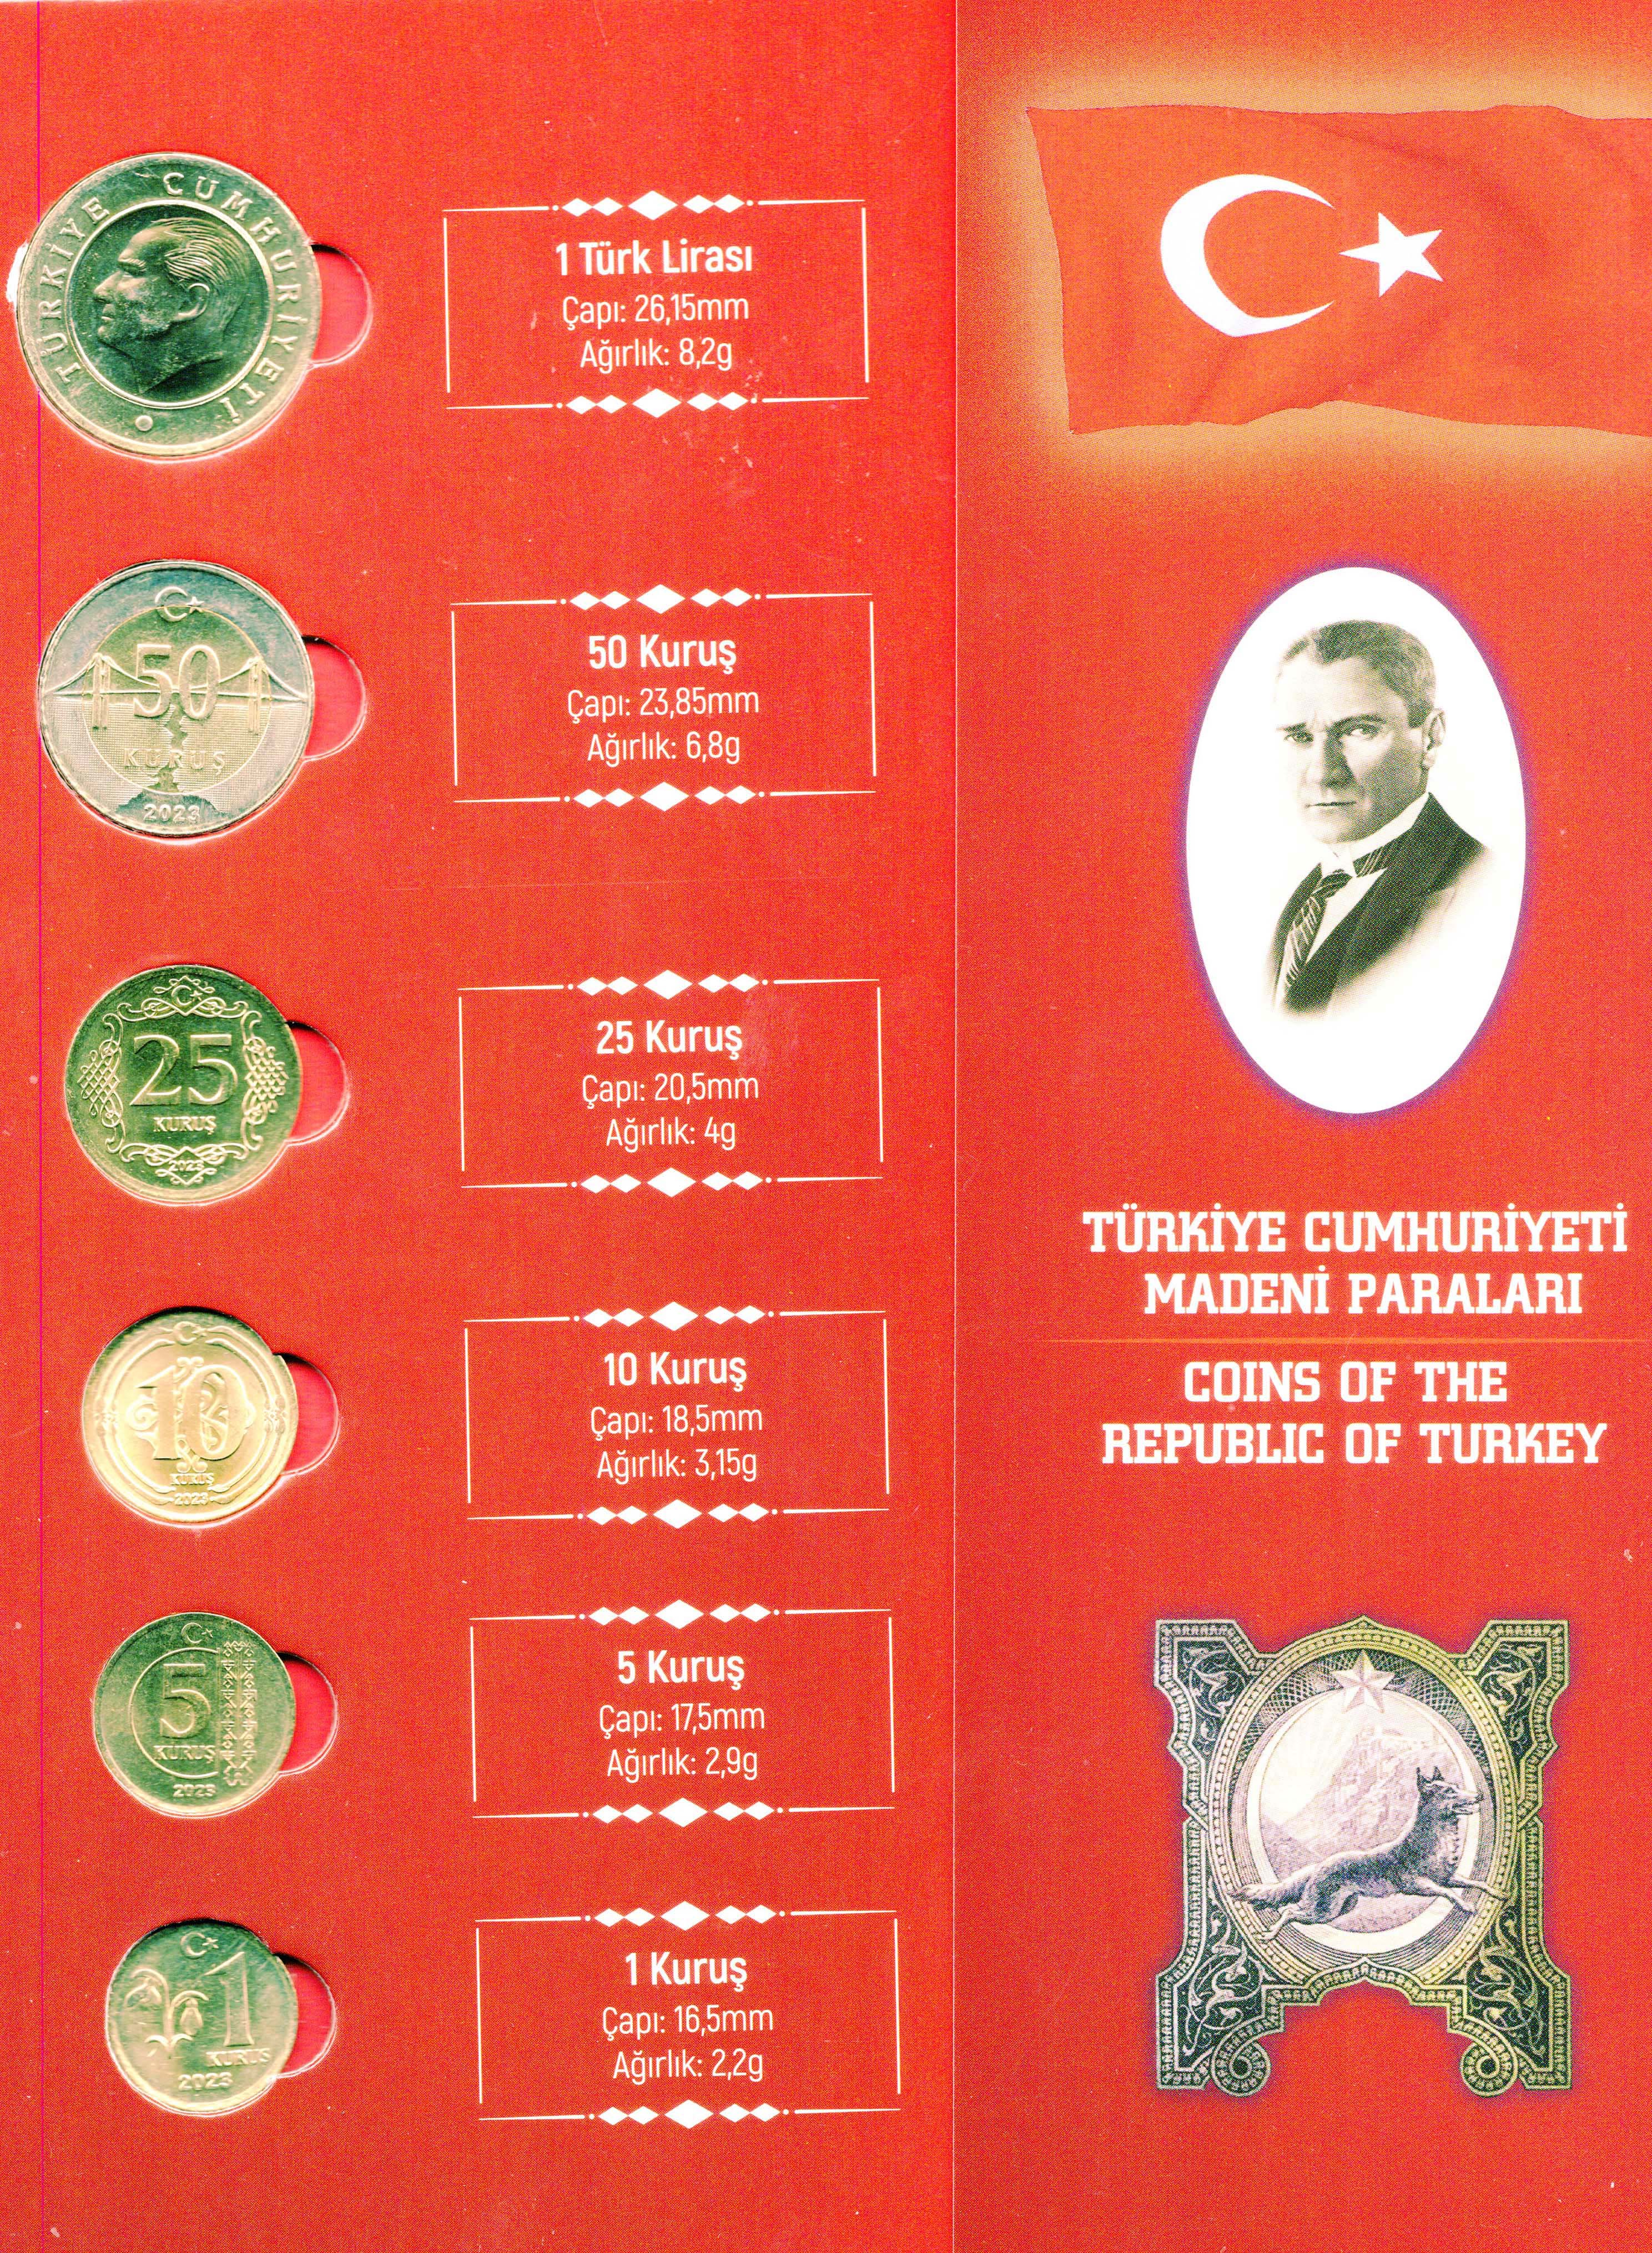 TÜRKİYE CUMHURİYETİ
1 Türk Lirası
Çapı: 26,15mm
Ağırlık: 8,2g
50
KURUŞ
2023
50 Kuruş
Çapı: 23,85mm
Ağırlık: 6,8g
25
KURUŞ
2023
25 Kuruş
Çapı: 20,5mm
Ağırlık: 4g
10
KURUŞ
2023
10 Kuruş
Çapı: 18,5mm
Ağırlık: 3,15g
5
KURUŞ
2023
5 Kuruş
Çapı: 17,5mm
Ağırlık: 2,9g
1
KURUŞ
2023
1 Kuruş
Çapı: 16,5mm
Ağırlık: 2,2g
TÜRKİYE CUMHURİYETİ
MADENİ PARALARI
COINS OF THE
REPUBLIC OF TURKEY